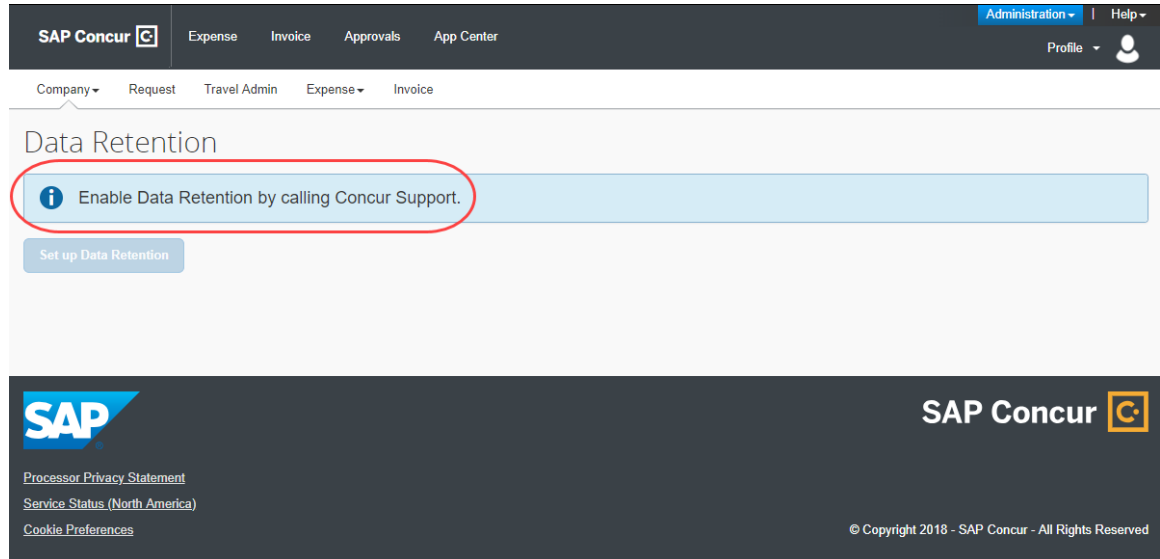 Administration | Help
SAP Concur C Expense Invoice Approvals App Center
Profile
Company Request Travel Admin Expense Invoice
Data Retention
Enable Data Retention by calling Concur Support.
Set up Data Retention
SAP
SAP Concur C
Processor Privacy Statement
Service Status (North America)
Cookie Preferences
© Copyright 2018 - SAP Concur - All Rights Reserved